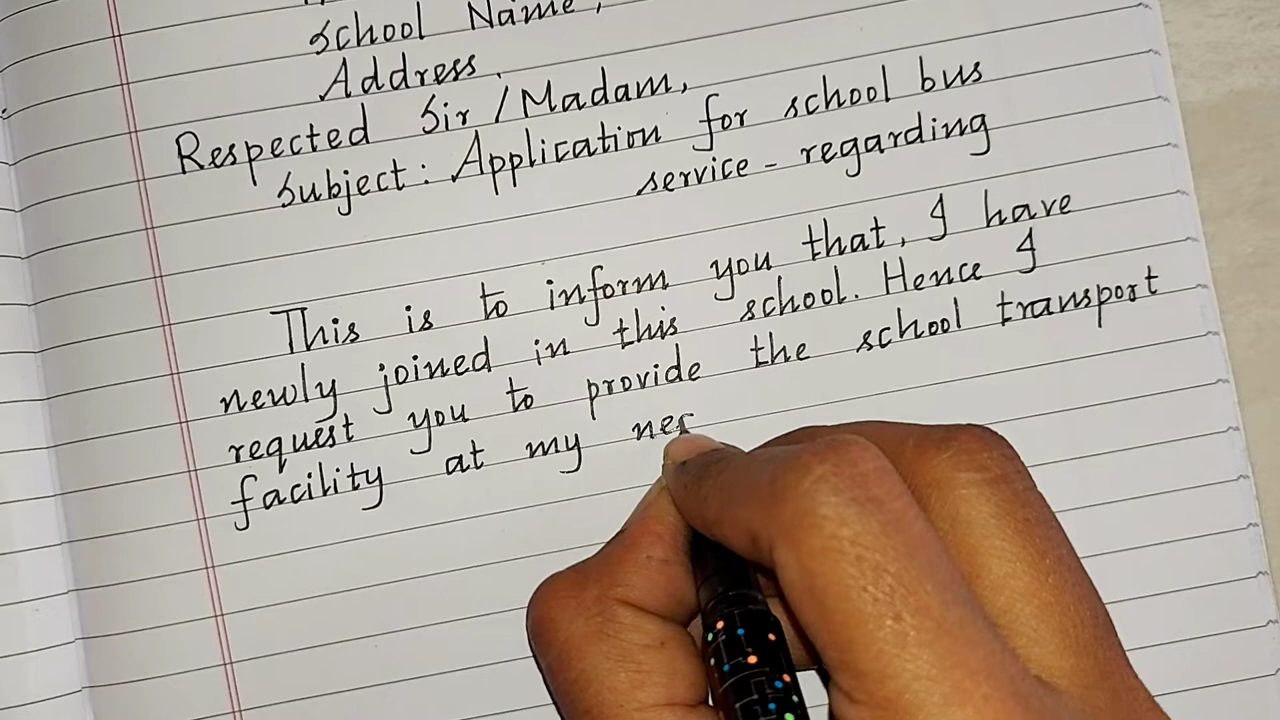 School Name,
Address.
Respected Sir/Madam,
Subject: Application for school bus
service - regarding
This is to inform you that, I have
newly joined in this school. Hence I
request you to provide the school transport
facility at my